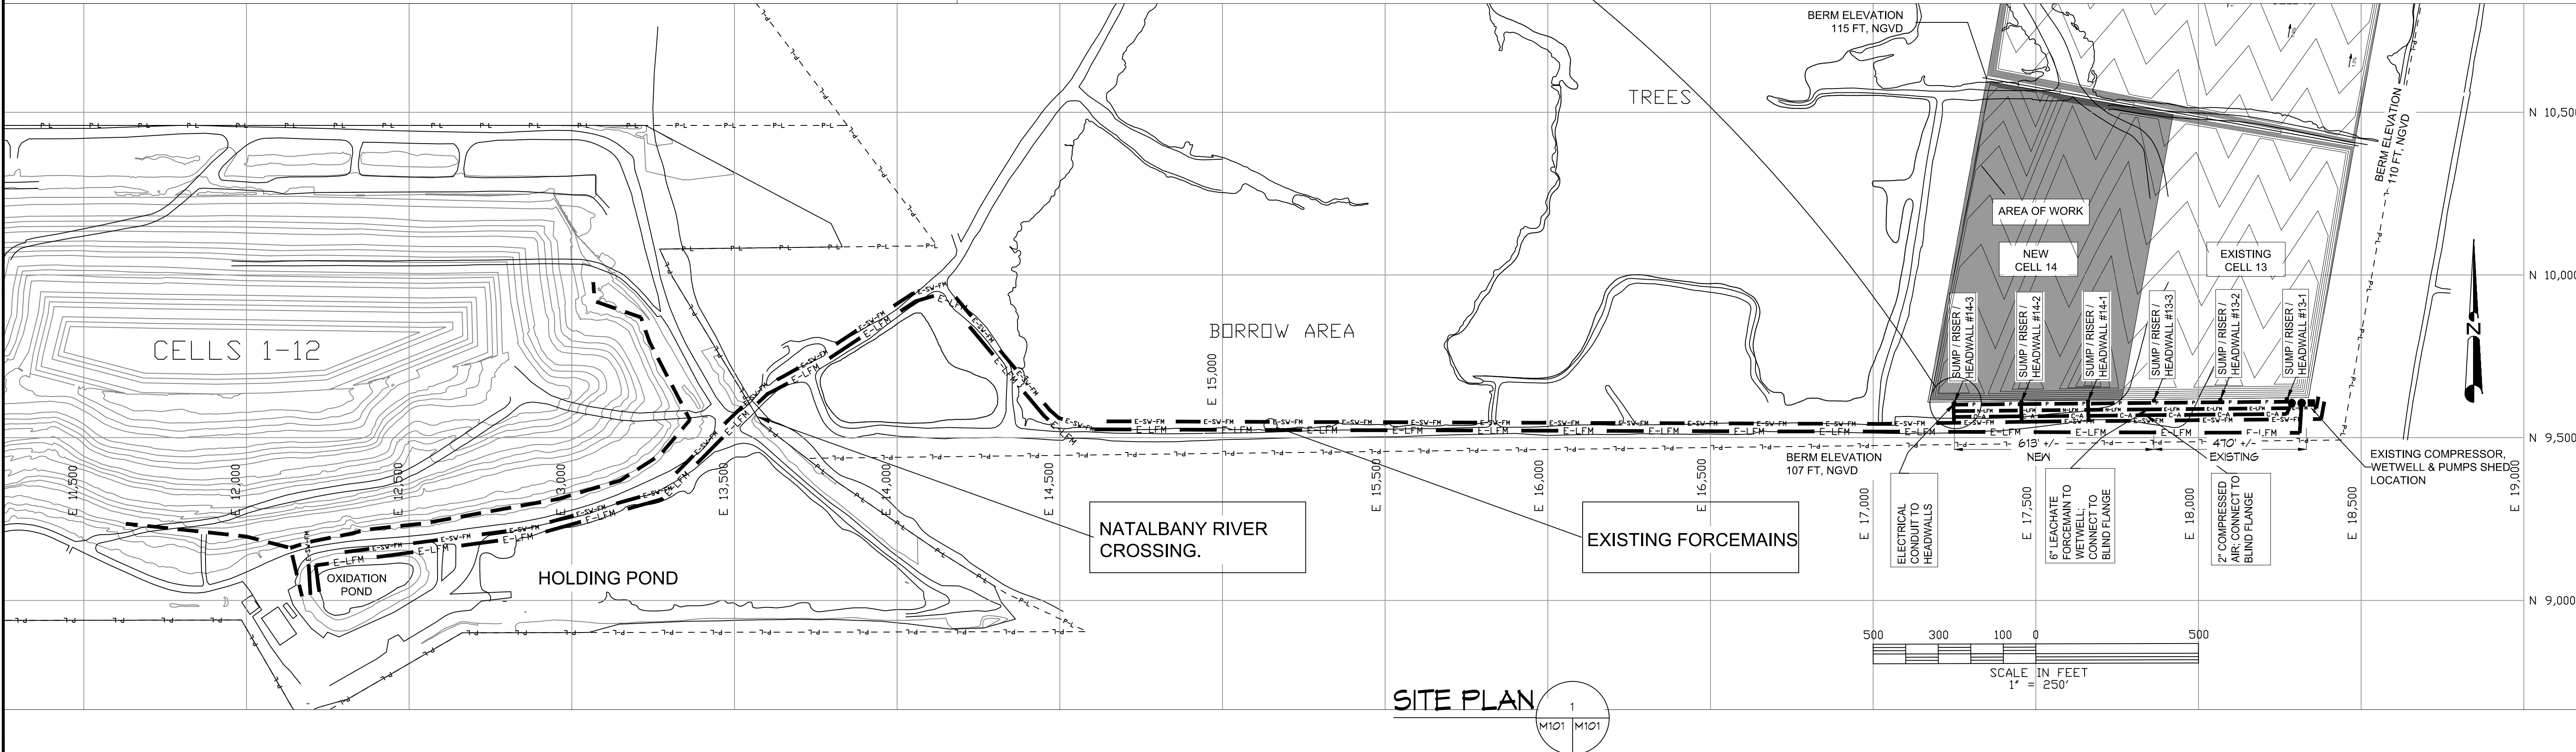 BERM ELEVATION
115 FT, NGVD
TREES
N 10,500
BERM ELEVATION
110 FT, NGVD
AREA OF WORK
NEW
CELL 14
EXISTING
CELL 13
N 10,000
CELLS 1-12
BORROW AREA
SUMP / RISER /
HEADWALL #14-3
SUMP / RISER /
HEADWALL #14-2
SUMP / RISER /
HEADWALL #14-1
SUMP / RISER /
HEADWALL #13-3
SUMP / RISER /
HEADWALL #13-2
SUMP / RISER /
HEADWALL #13-1
N
P-L
E-SW-FM
E-LFM
N-LFM
C-A
P
613' +/-
NEW
470' +/-
EXISTING
N 9,500
BERM ELEVATION
107 FT, NGVD
EXISTING COMPRESSOR,
WETWELL & PUMPS SHED
LOCATION
E 11,500
E 12,000
E 12,500
E 13,000
E 13,500
E 14,000
E 14,500
E 15,000
E 15,500
E 16,000
E 16,500
E 17,000
E 17,500
E 18,000
E 18,500
E 19,000
ELECTRICAL
CONDUIT TO
HEADWALLS
6" LEACHATE
FORCEMAIN TO
WETWELL;
CONNECT TO
BLIND FLANGE
2" COMPRESSED
AIR; CONNECT TO
BLIND FLANGE
NATALBANY RIVER
CROSSING.
EXISTING FORCEMAINS
OXIDATION
POND
HOLDING POND
N 9,000
500 300 100 0 500
SCALE IN FEET
1" = 250'
SITE PLAN
1
M101 M101